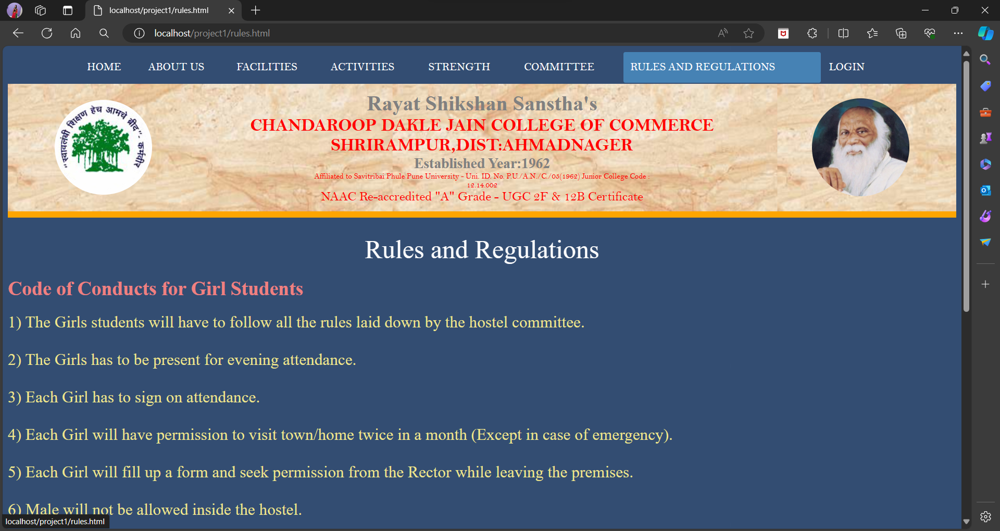 localhost/project1/rules.html
localhost/project1/rules.html
HOME ABOUT US FACILITIES ACTIVITIES STRENGTH COMMITTEE RULES AND REGULATIONS LOGIN
"स्वावलंबी शिक्षण हेच आमचे ब्रीद"- कर्मवीर
Rayat Shikshan Sanstha's
CHANDAROOP DAKLE JAIN COLLEGE OF COMMERCE
SHRIRAMPUR,DIST:AHMADNAGER
Established Year:1962
Affiliated to Savitribai Phule Pune University - Uni. ID. No. P.U./A.N./C./05(1962) Junior College Code :
12.14.002
NAAC Re-accredited "A" Grade - UGC 2F & 12B Certificate
Rules and Regulations
Code of Conducts for Girl Students
1) The Girls students will have to follow all the rules laid down by the hostel committee.
2) The Girls has to be present for evening attendance.
3) Each Girl has to sign on attendance.
4) Each Girl will have permission to visit town/home twice in a month (Except in case of emergency).
5) Each Girl will fill up a form and seek permission from the Rector while leaving the premises.
6) Male will not be allowed inside the hostel.
localhost/project1/rules.html